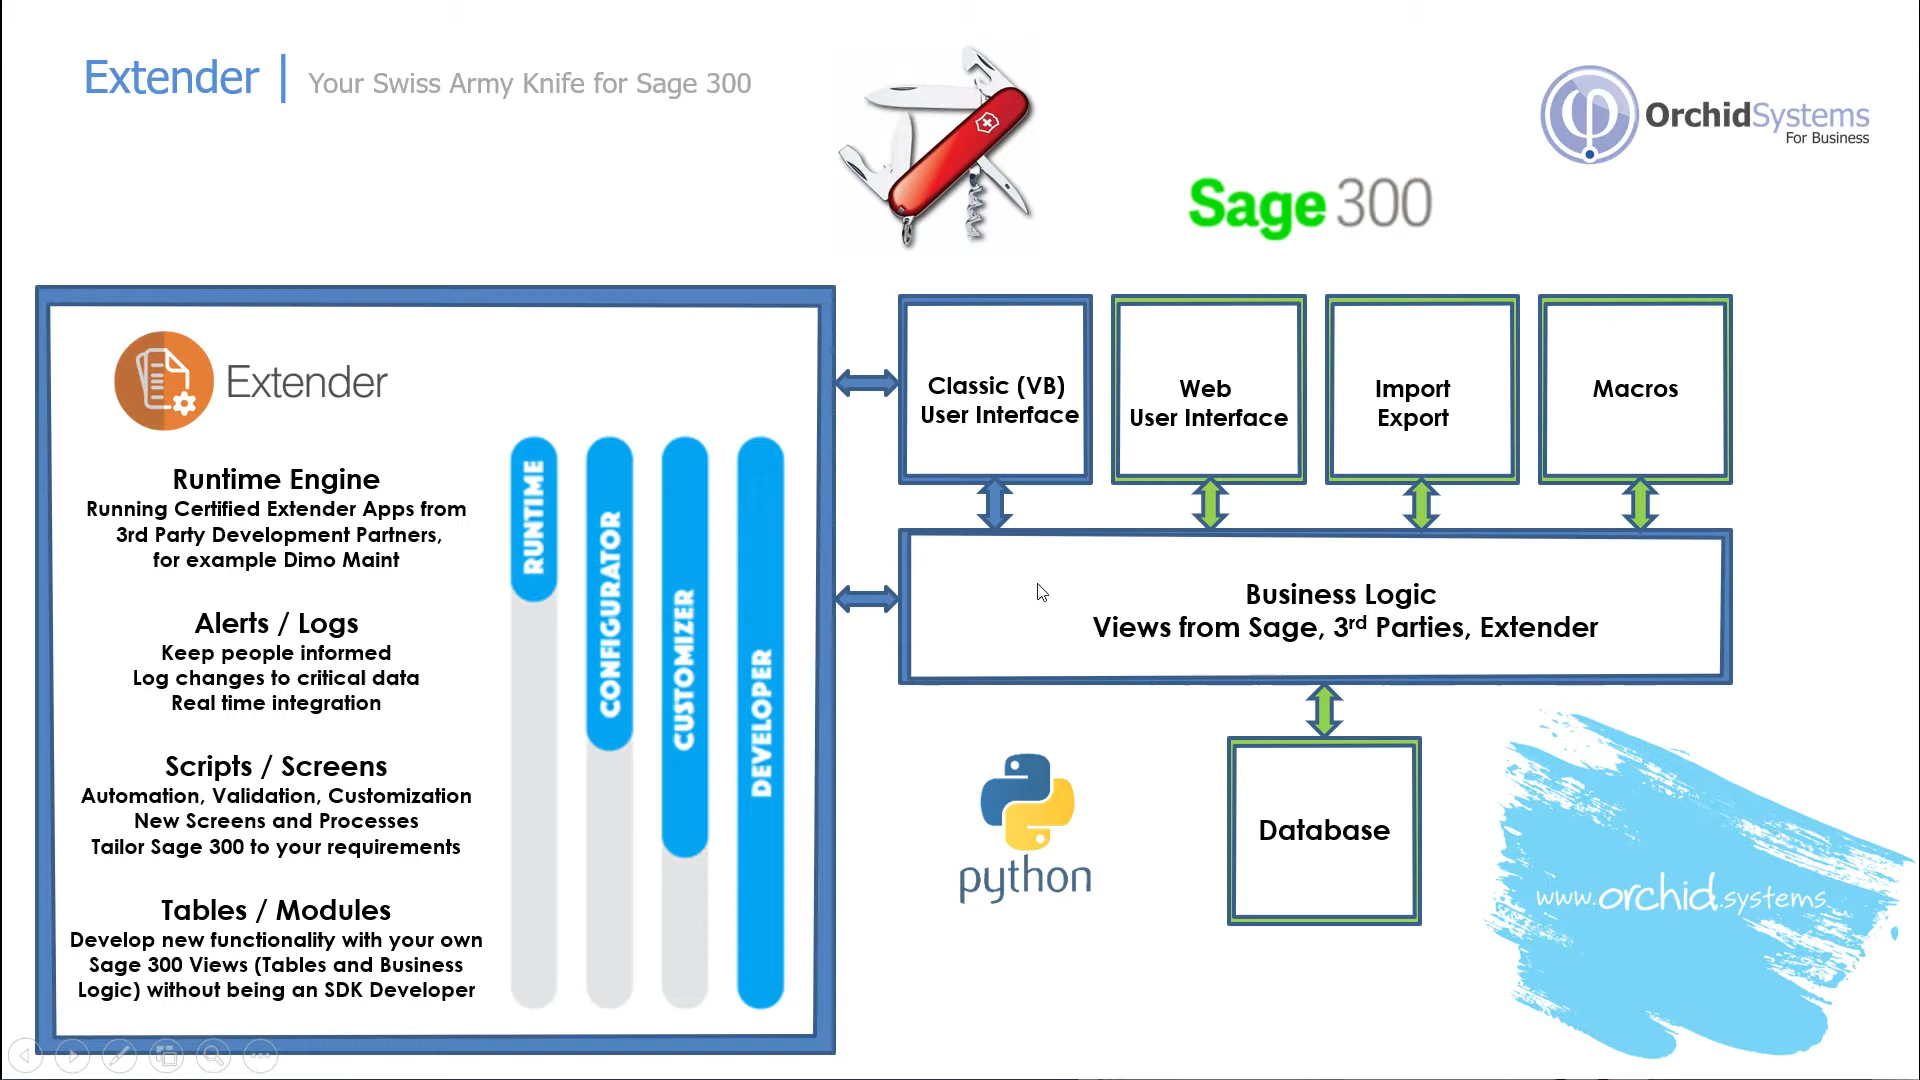 Extender | Your Swiss Army Knife for Sage 300
OrchidSystems
For Business
Sage 300
Extender
Runtime Engine
Running Certified Extender Apps from
3rd Party Development Partners,
for example Dimo Maint
Alerts / Logs
Keep people informed
Log changes to critical data
Real time integration
Scripts / Screens
Automation, Validation, Customization
New Screens and Processes
Tailor Sage 300 to your requirements
Tables / Modules
Develop new functionality with your own
Sage 300 Views (Tables and Business
Logic) without being an SDK Developer
RUNTIME
CONFIGURATOR
CUSTOMIZER
DEVELOPER
Classic (VB)
User Interface
Web
User Interface
Import
Export
Macros
Business Logic
Views from Sage, 3rd Parties, Extender
Database
python
www.orchid.systems